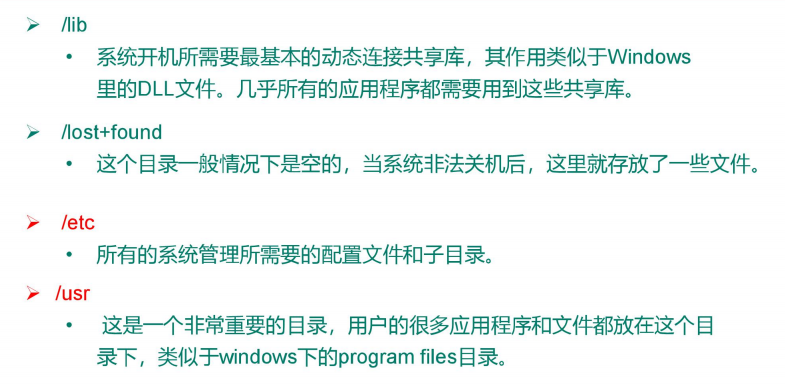 ➢ /lib
• 系统开机所需要最基本的动态连接共享库，其作用类似于Windows
里的DLL文件。几乎所有的应用程序都需要用到这些共享库。
➢ /lost+found
• 这个目录一般情况下是空的，当系统非法关机后，这里就存放了一些文件。
➢ /etc
• 所有的系统管理所需要的配置文件和子目录。
➢ /usr
• 这是一个非常重要的目录，用户的很多应用程序和文件都放在这个目
录下，类似于windows下的program files目录。